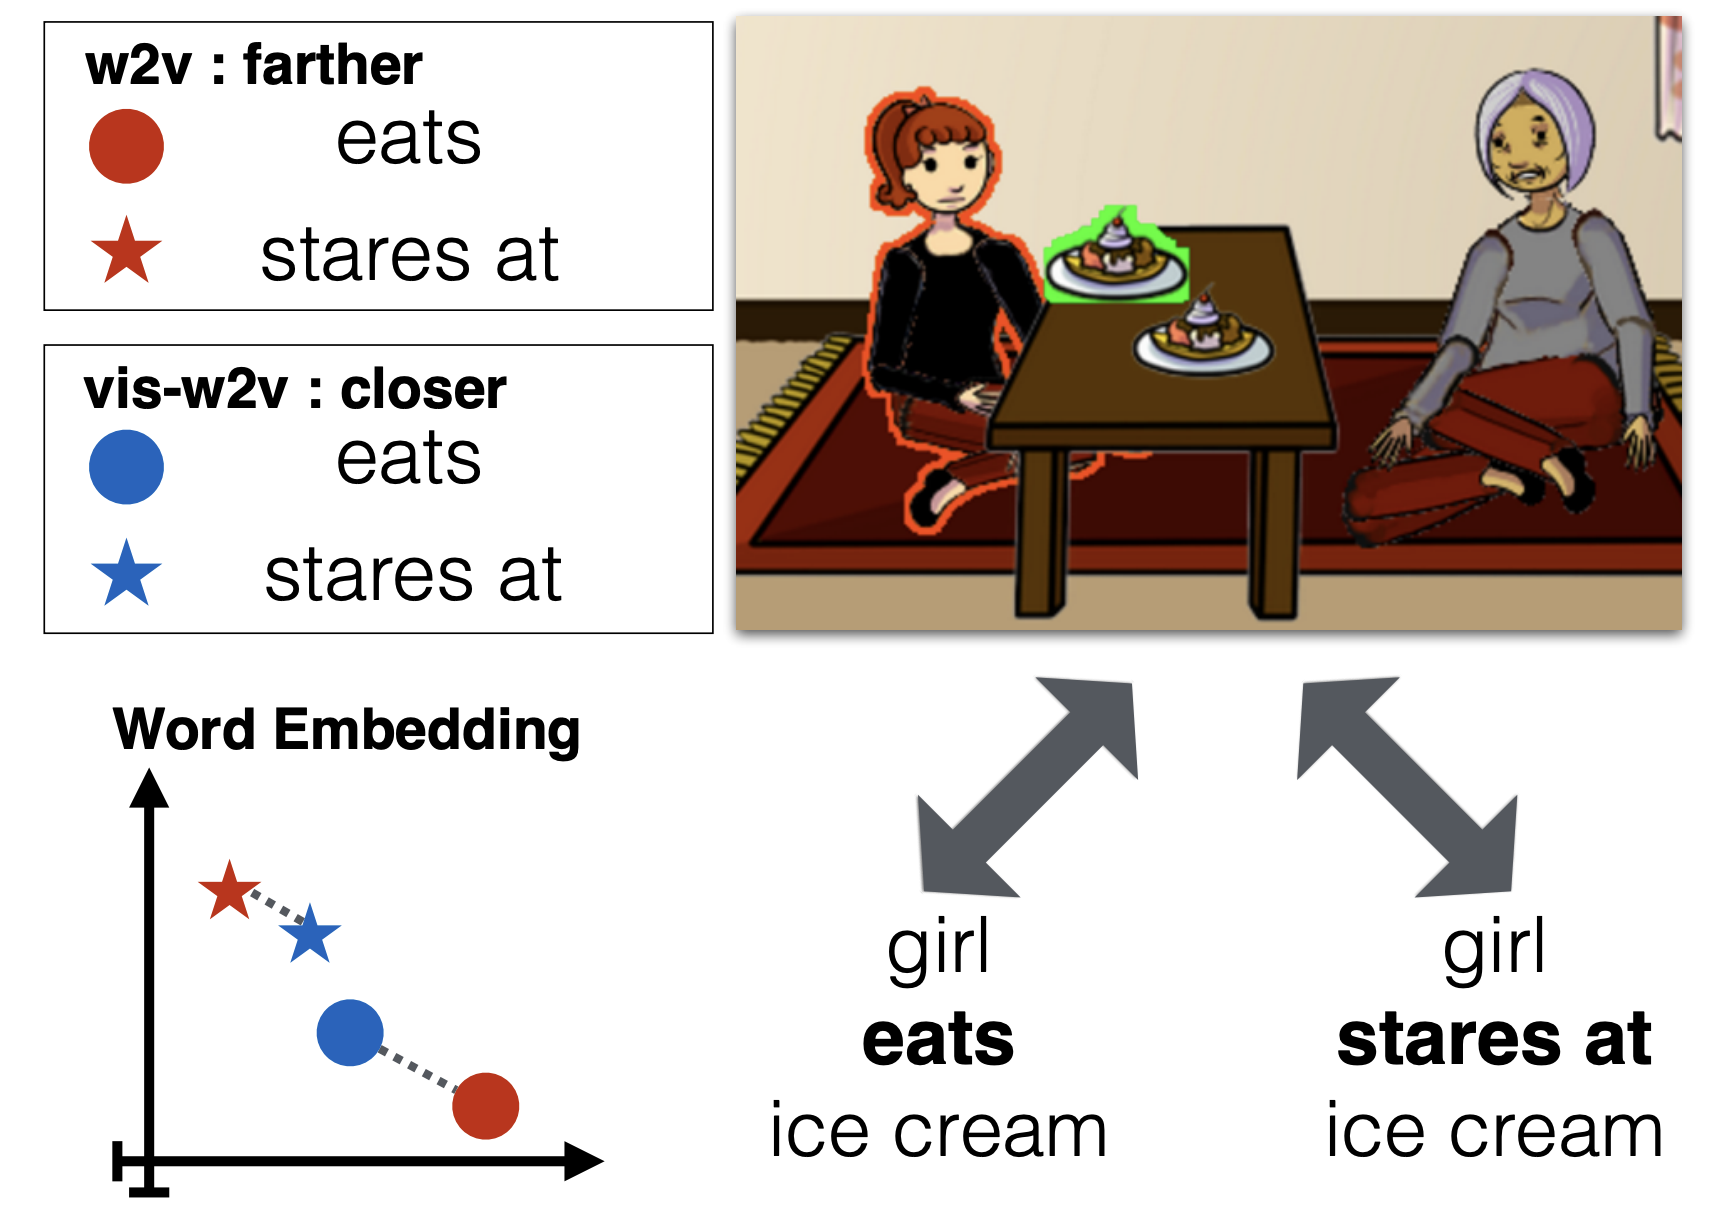 w2v : farther
eats
stares at
vis-w2v : closer
eats
stares at
Word Embedding
girl
eats
ice cream
girl
stares at
ice cream